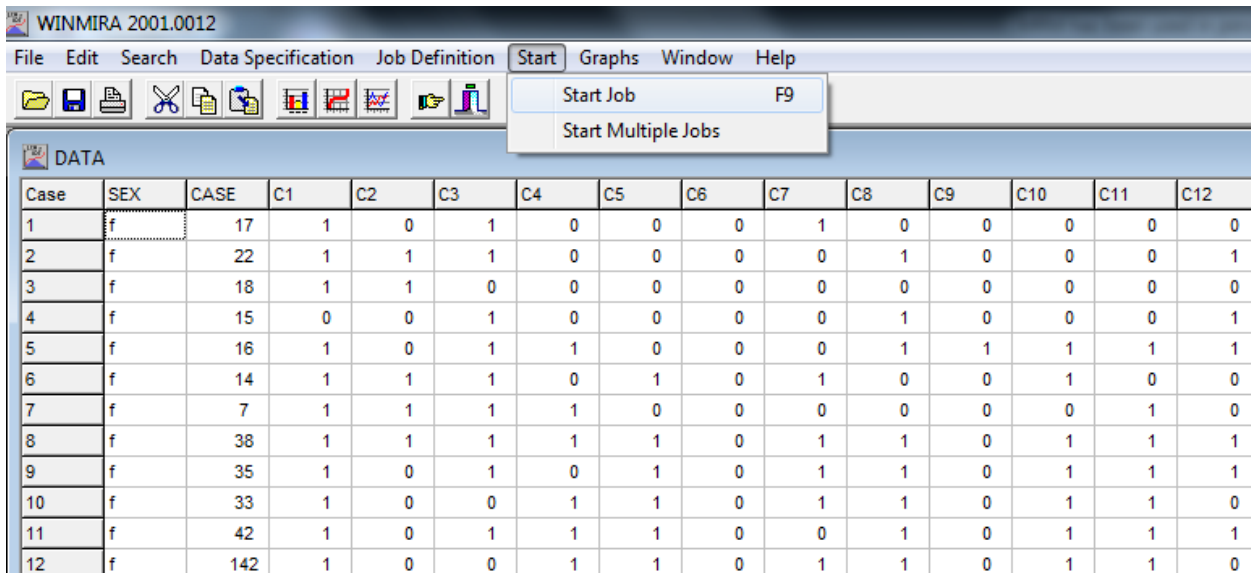 WINMIRA 2001.0012
File Edit Search Data Specification Job Definition Start Graphs Window Help
Start Job F9
Start Multiple Jobs
DATA
Case SEX CASE C1 C2 C3 C4 C5 C6 C7 C8 C9 C10 C11 C12
1 f 17 1 0 1 0 0 0 1 0 0 0 0 0
2 f 22 1 1 1 0 0 0 0 1 0 0 0 1
3 f 18 1 1 0 0 0 0 0 0 0 0 0 0
4 f 15 0 0 1 0 0 0 0 1 0 0 0 1
5 f 16 1 0 1 1 0 0 0 1 1 1 1 1
6 f 14 1 1 1 0 1 0 1 0 0 1 0 0
7 f 7 1 1 1 1 0 0 0 0 0 0 1 0
8 f 38 1 1 1 1 1 0 1 1 0 1 1 1
9 f 35 1 0 1 0 1 0 1 1 0 1 1 1
10 f 33 1 0 0 1 1 0 1 1 0 1 1 0
11 f 42 1 0 1 1 1 0 0 1 0 1 1 1
12 f 142 1 0 0 1 1 0 1 1 0 1 1 0